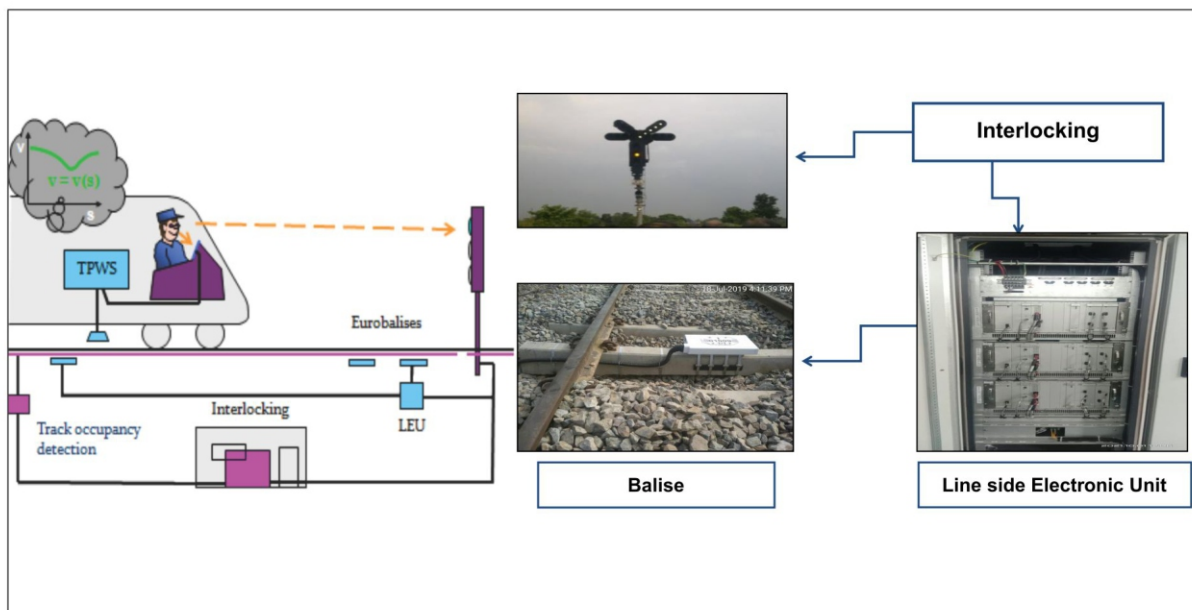 v
v = v(s)
s
TPWS
Eurobalises
Interlocking
LEU
Track occupancy
detection
Interlocking
Balise
Line side Electronic Unit